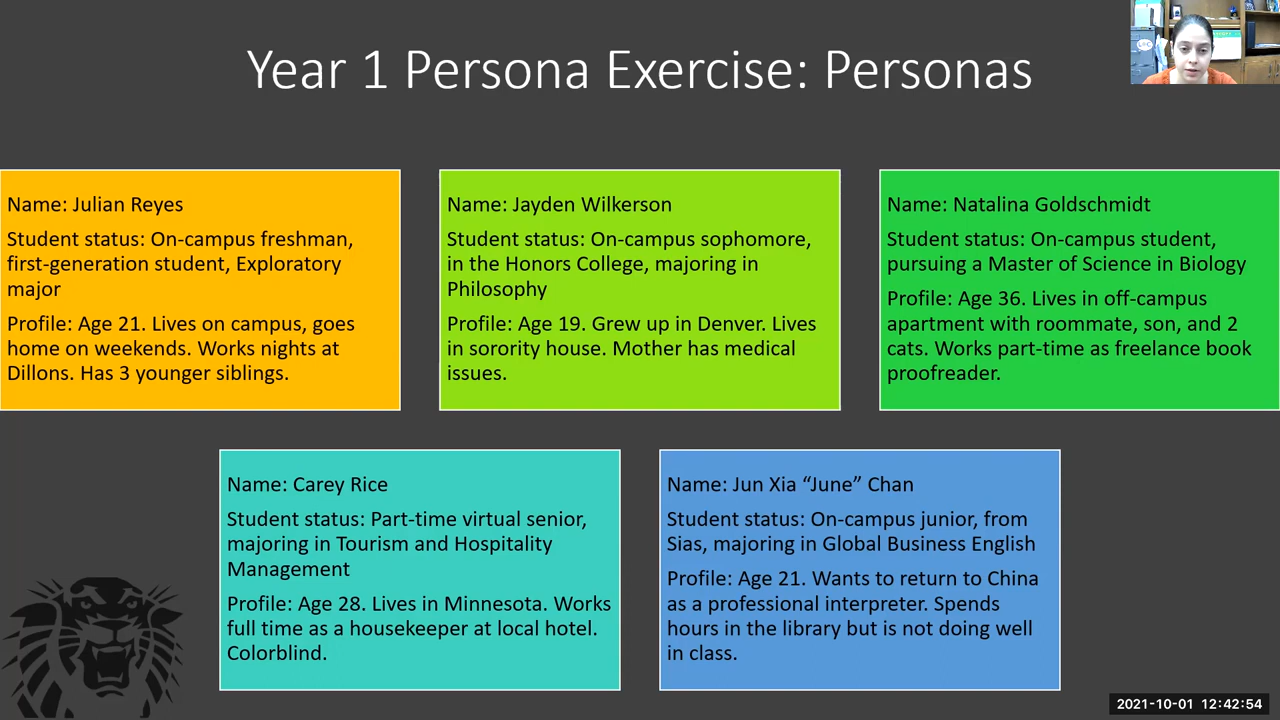 Year 1 Persona Exercise: Personas
Name: Julian Reyes
Student status: On-campus freshman,
first-generation student, Exploratory
major
Profile: Age 21. Lives on campus, goes
home on weekends. Works nights at
Dillons. Has 3 younger siblings.
Name: Jayden Wilkerson
Student status: On-campus sophomore,
in the Honors College, majoring in
Philosophy
Profile: Age 19. Grew up in Denver. Lives
in sorority house. Mother has medical
issues.
Name: Natalina Goldschmidt
Student status: On-campus student,
pursuing a Master of Science in Biology
Profile: Age 36. Lives in off-campus
apartment with roommate, son, and 2
cats. Works part-time as freelance book
proofreader.
Name: Carey Rice
Student status: Part-time virtual senior,
majoring in Tourism and Hospitality
Management
Profile: Age 28. Lives in Minnesota. Works
full time as a housekeeper at local hotel.
Colorblind.
Name: Jun Xia “June” Chan
Student status: On-campus junior, from
Sias, majoring in Global Business English
Profile: Age 21. Wants to return to China
as a professional interpreter. Spends
hours in the library but is not doing well
in class.
2021-10-01 12:42:54